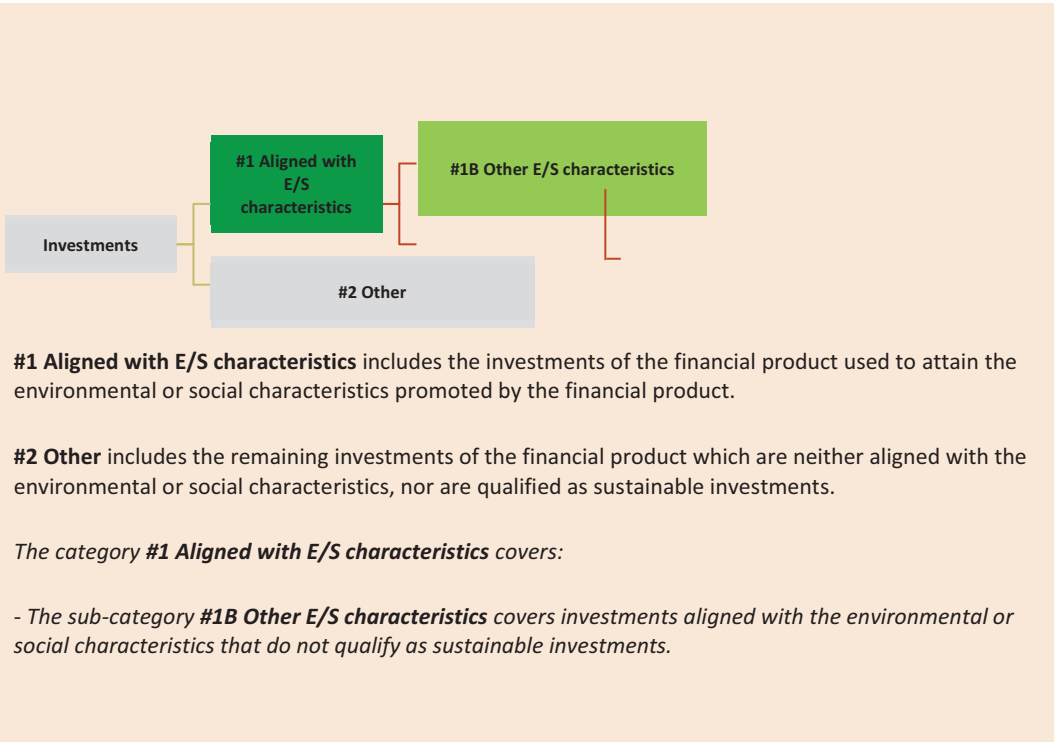 #1 Aligned with
E/S
characteristics
#1B Other E/S characteristics
Investments
#2 Other
#1 Aligned with E/S characteristics includes the investments of the financial product used to attain the
environmental or social characteristics promoted by the financial product.
#2 Other includes the remaining investments of the financial product which are neither aligned with the
environmental or social characteristics, nor are qualified as sustainable investments.
The category #1 Aligned with E/S characteristics covers:
- The sub-category #1B Other E/S characteristics covers investments aligned with the environmental or
social characteristics that do not qualify as sustainable investments.